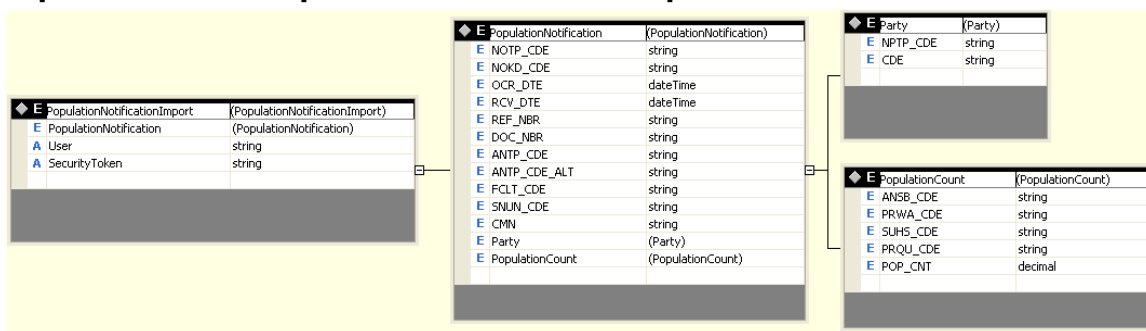 E PopulationNotificationImport (PopulationNotificationImport)
E PopulationNotification (PopulationNotification)
A User string
A SecurityToken string
E PopulationNotification (PopulationNotification)
E NOTP_CDE string
E NOKD_CDE string
E OCR_DTE dateTime
E RCV_DTE dateTime
E REF_NBR string
E DOC_NBR string
E ANTP_CDE string
E ANTP_CDE_ALT string
E FCLT_CDE string
E SNUN_CDE string
E CMN string
E Party (Party)
E PopulationCount (PopulationCount)
E Party (Party)
E NPTP_CDE string
E CDE string
E PopulationCount (PopulationCount)
E ANSB_CDE string
E PRWA_CDE string
E SUHS_CDE string
E PRQU_CDE string
E POP_CNT decimal